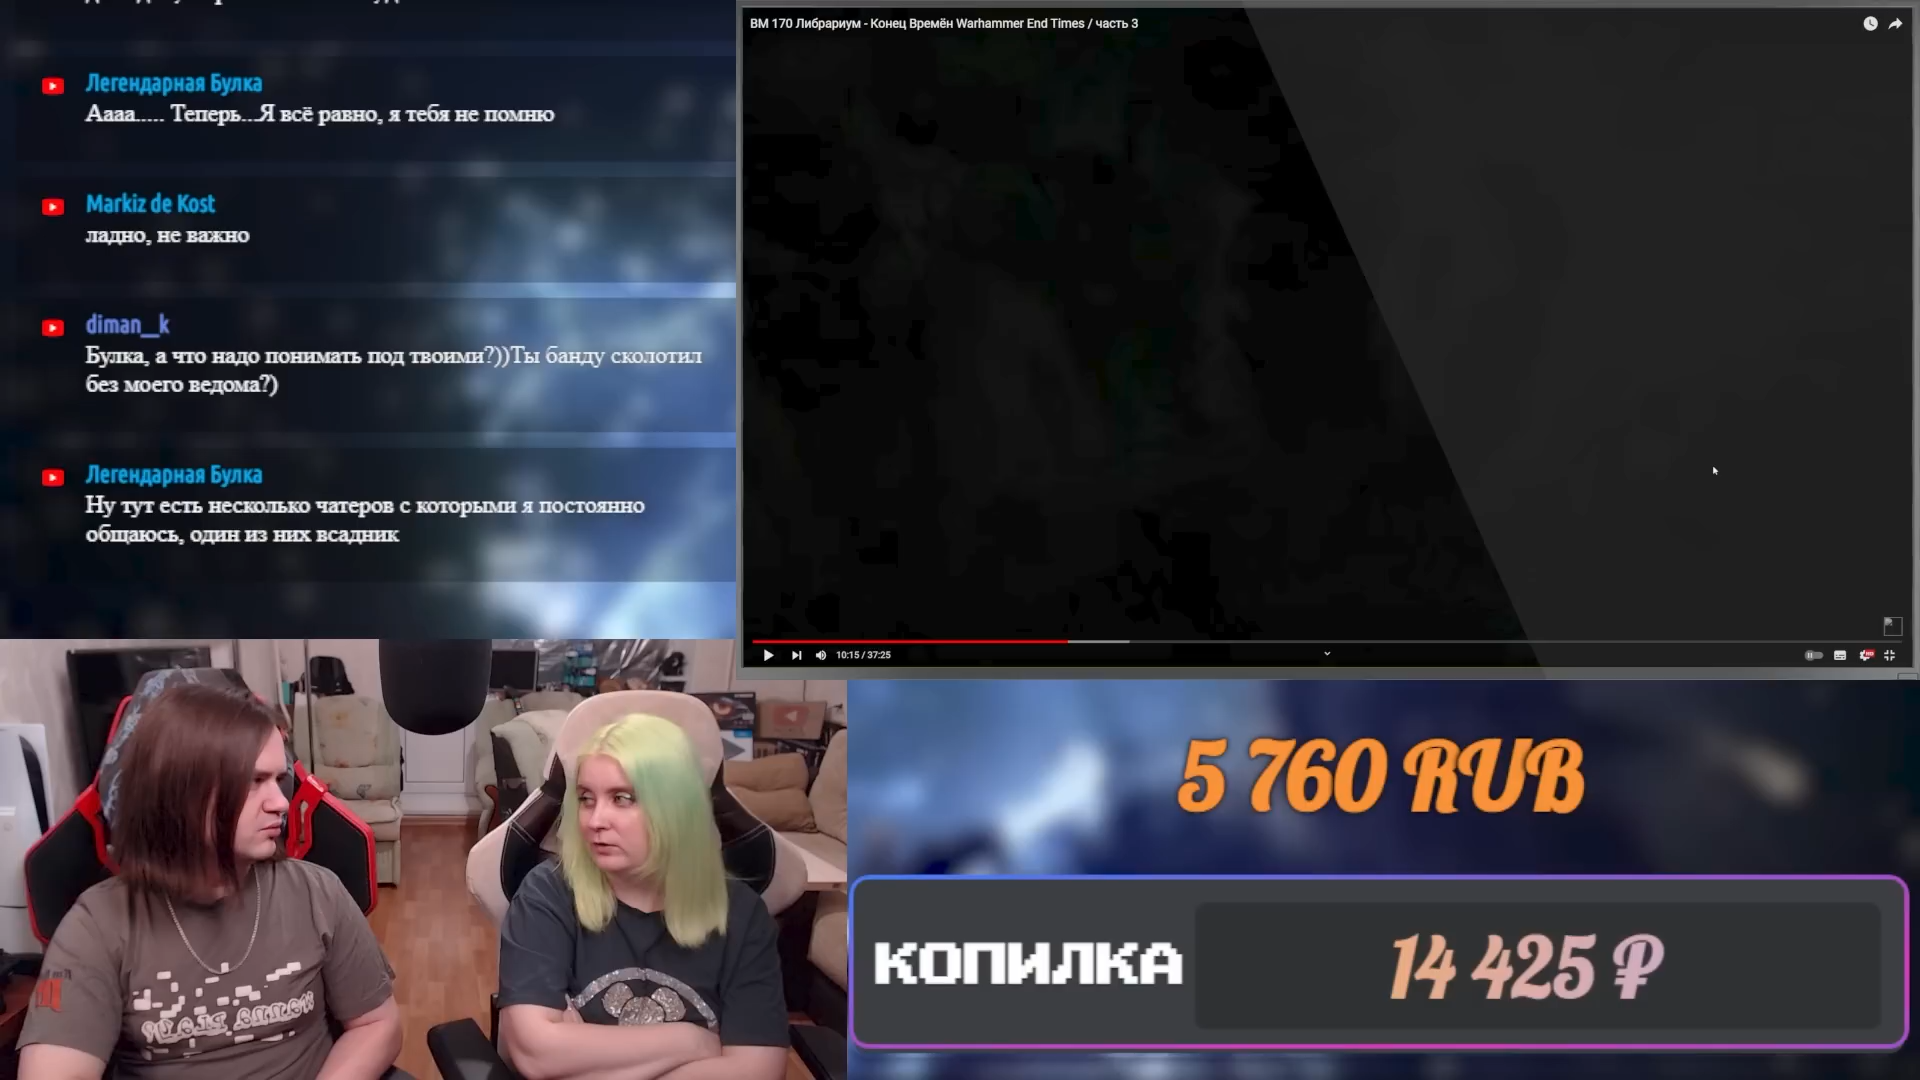 Легендарная Булка
Аааа..... Теперь...Я всё равно, я тебя не помню
Markiz de Kost
ладно, не важно
diman__k
Булка, а что надо понимать под твоими?))Ты банду сколотил
без моего ведома?)
Легендарная Булка
Ну тут есть несколько чатеров с которыми я постоянно
общаюсь, один из них всадник
ВМ 170 Либрариум - Конец Времён Warhammer End Times / часть 3
10:15 / 37:25
HD
5 760 RUB
КОПИЛКА
14 425 ₽